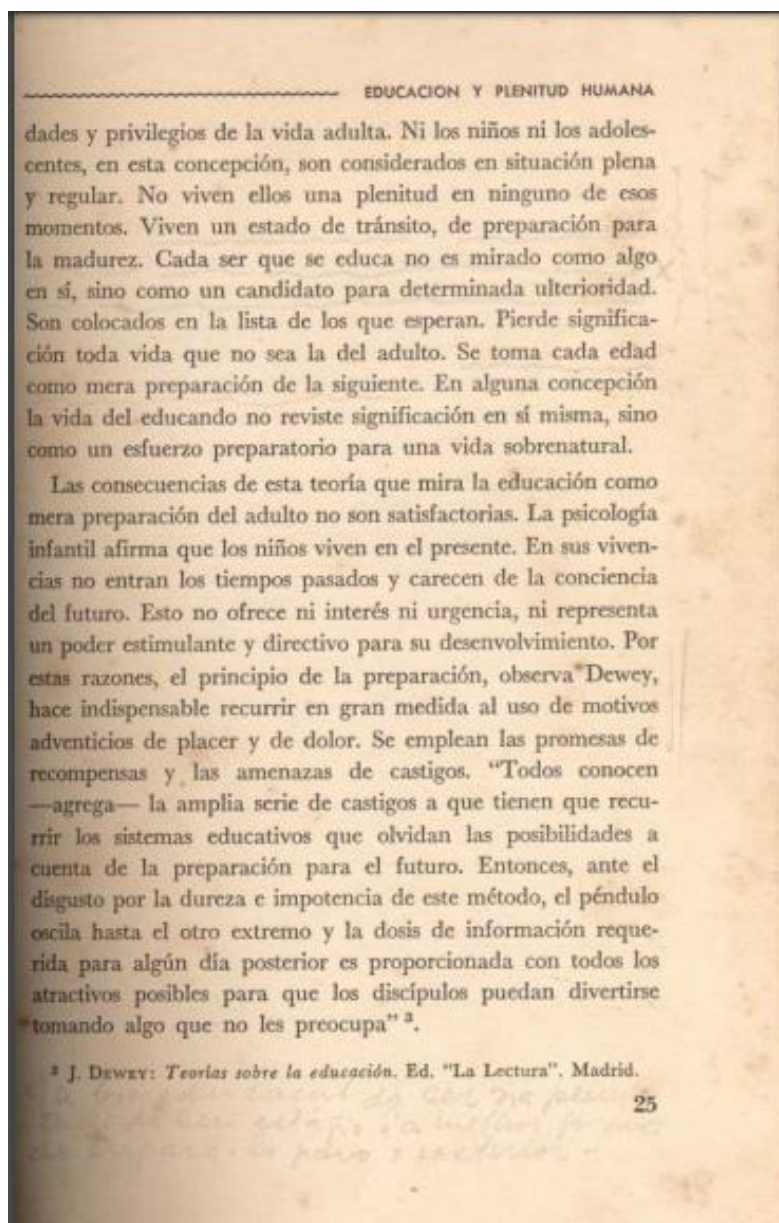 EDUCACION Y PLENITUD HUMANA
dades y privilegios de la vida adulta. Ni los niños ni los adoles-
centes, en esta concepción, son considerados en situación plena
y regular. No viven ellos una plenitud en ninguno de esos
momentos. Viven un estado de tránsito, de preparación para
la madurez. Cada ser que se educa no es mirado como algo
en sí, sino como un candidato para determinada ulterioridad.
Son colocados en la lista de los que esperan. Pierde significa-
ción toda vida que no sea la del adulto. Se toma cada edad
como mera preparación de la siguiente. En alguna concepción
la vida del educando no reviste significación en sí misma, sino
como un esfuerzo preparatorio para una vida sobrenatural.
Las consecuencias de esta teoría que mira la educación como
mera preparación del adulto no son satisfactorias. La psicología
infantil afirma que los niños viven en el presente. En sus viven-
cias no entran los tiempos pasados y carecen de la conciencia
del futuro. Esto no ofrece ni interés ni urgencia, ni representa
un poder estimulante y directivo para su desenvolvimiento. Por
estas razones, el principio de la preparación, observa Dewey,
hace indispensable recurrir en gran medida al uso de motivos
adventicios de placer y de dolor. Se emplean las promesas de
recompensas y las amenazas de castigos. “Todos conocen
—agrega— la amplia serie de castigos a que tienen que recu-
rrir los sistemas educativos que olvidan las posibilidades a
cuenta de la preparación para el futuro. Entonces, ante el
disgusto por la dureza e impotencia de este método, el péndulo
oscila hasta el otro extremo y la dosis de información reque-
rida para algún día posterior es proporcionada con todos los
atractivos posibles para que los discípulos puedan divertirse
tomando algo que no les preocupa” ³.
³ J. DEWEY: Teorías sobre la educación. Ed. “La Lectura”. Madrid.
25